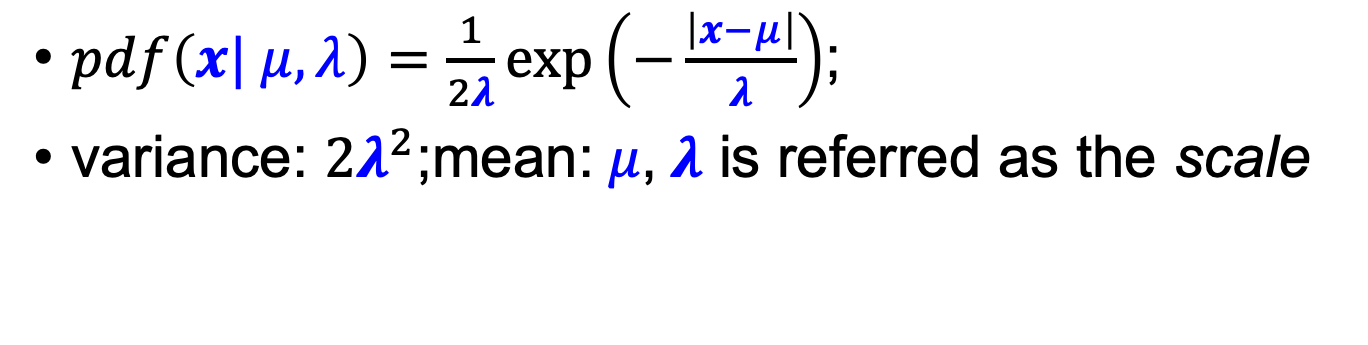 • pdf(x| μ, λ) = 1/2λ exp(−|x−μ|/λ);
• variance: 2λ²;mean: μ, λ is referred as the scale